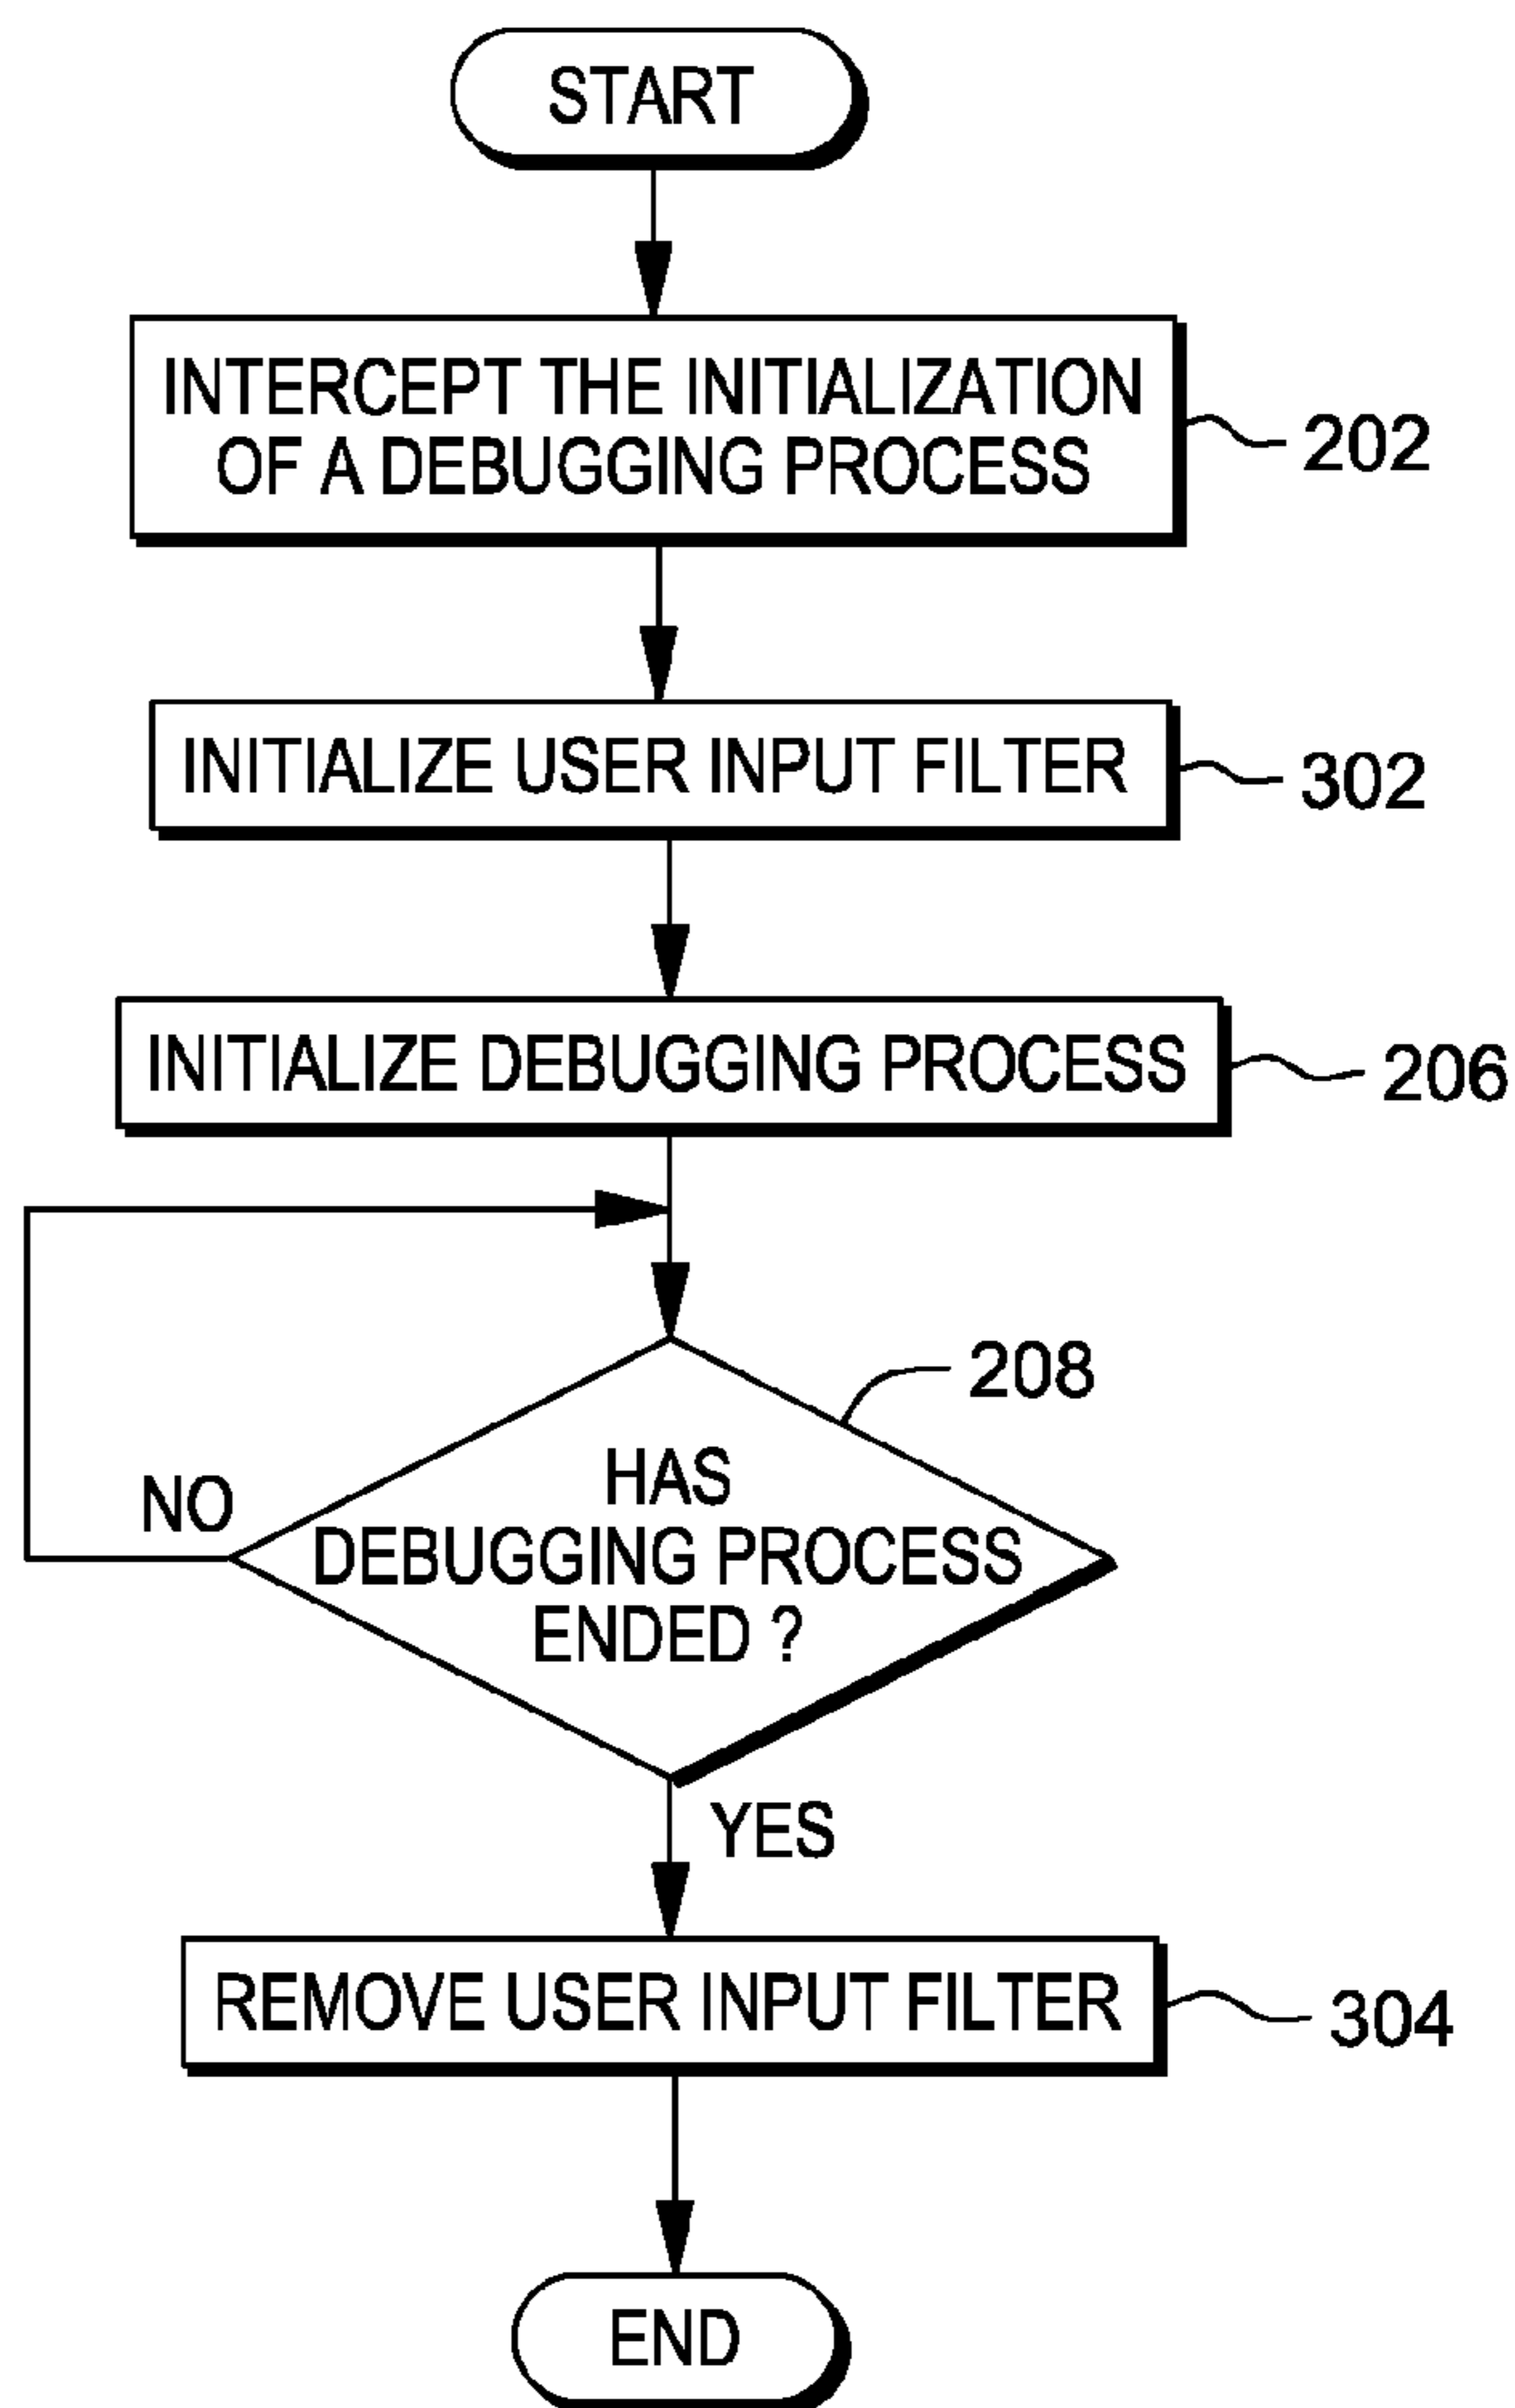 START
INTERCEPT THE INITIALIZATION
OF A DEBUGGING PROCESS
202
INITIALIZE USER INPUT FILTER
302
INITIALIZE DEBUGGING PROCESS
206
208
HAS
DEBUGGING PROCESS
ENDED ?
NO
YES
REMOVE USER INPUT FILTER
304
END